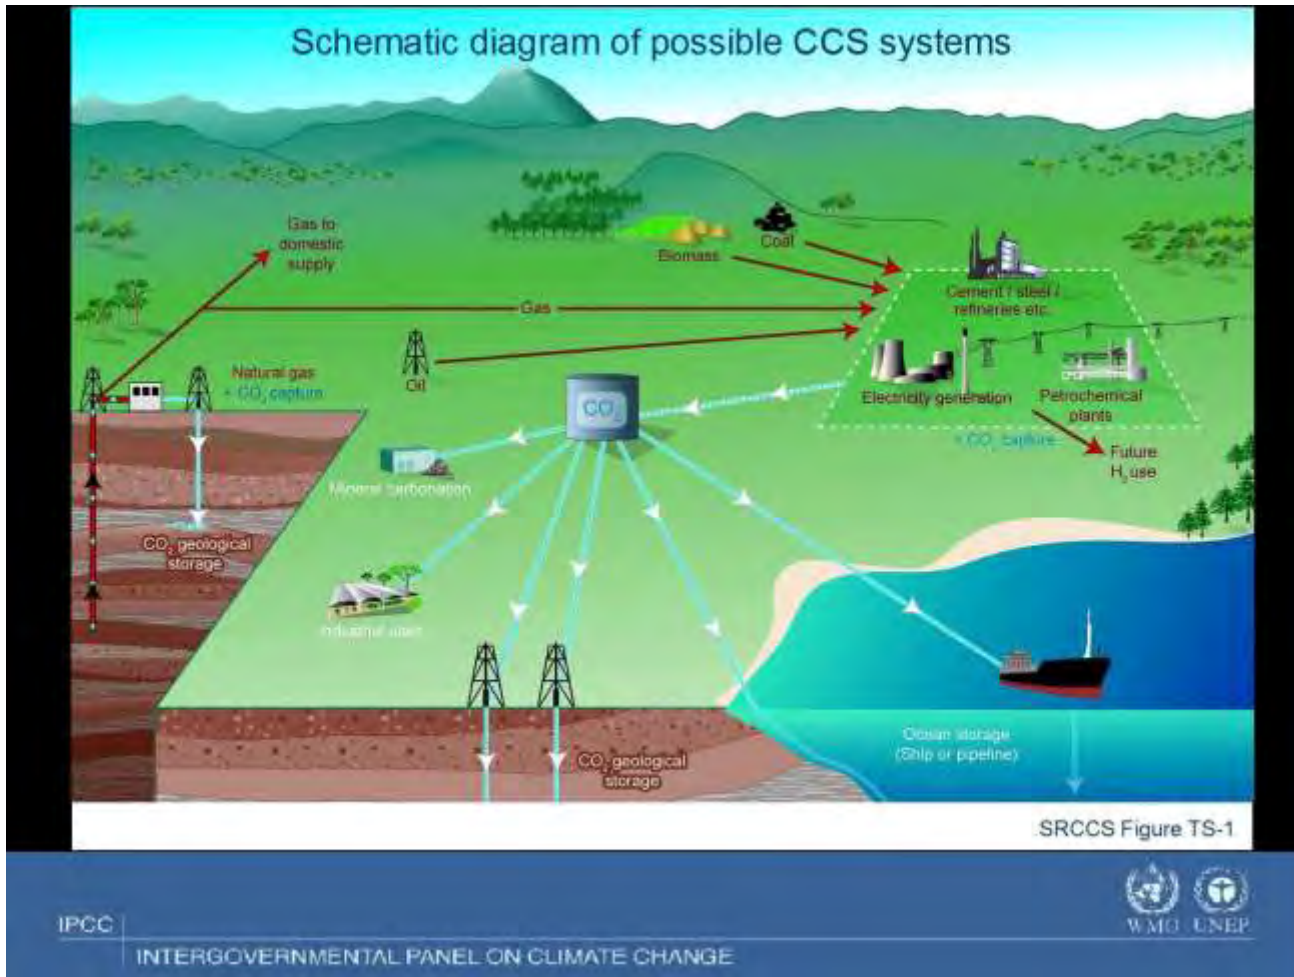 Schematic diagram of possible CCS systems
Gas to
domestic
supply
Coal
Biomass
Cement / steel /
refineries etc.
Gas
Oil
Natural gas
+ CO₂ capture
Electricity generation
Petrochemical
plants
CO₂
+ CO₂ capture
Future
H₂ use
Mineral carbonation
CO₂ geological
storage
Industrial uses
Ocean storage
(Ship or pipeline)
CO₂ geological
storage
SRCCS Figure TS-1
WMO UNEP
IPCC
INTERGOVERNMENTAL PANEL ON CLIMATE CHANGE